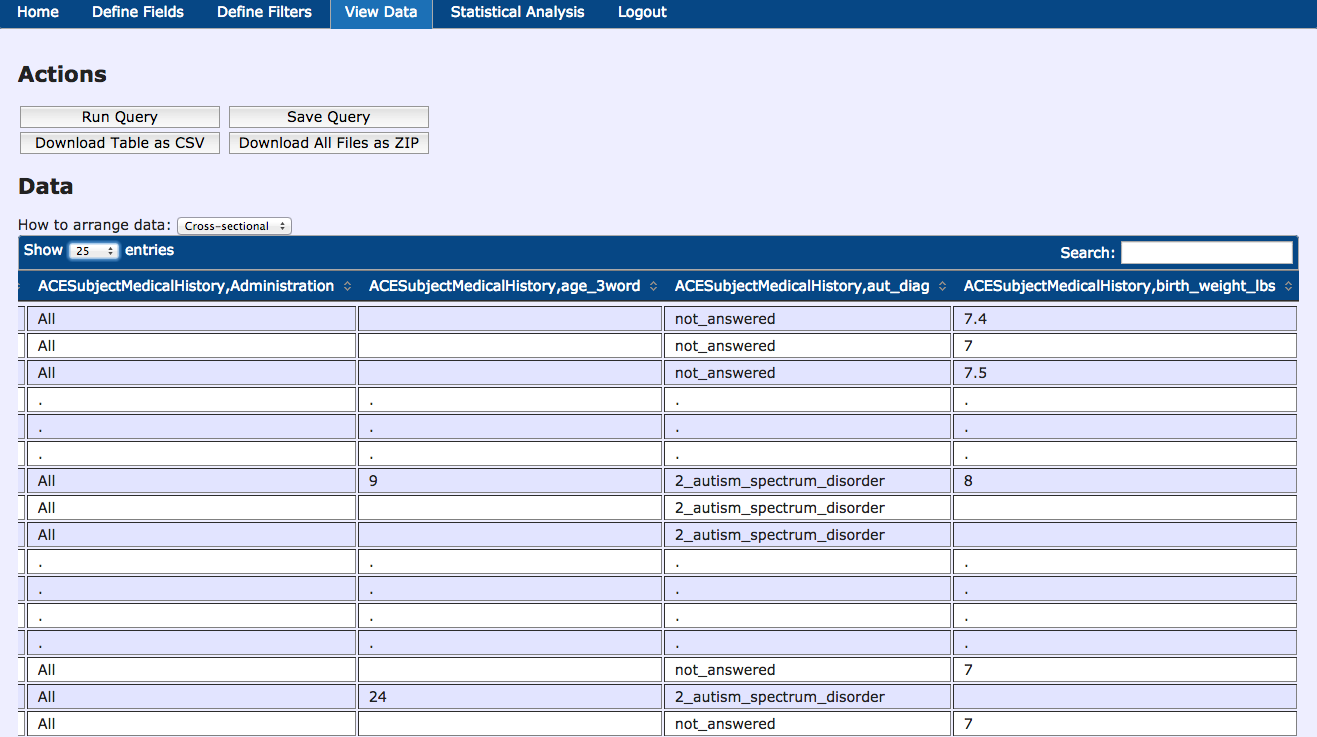 Home Define Fields Define Filters View Data Statistical Analysis Logout
Actions
Run Query Save Query
Download Table as CSV Download All Files as ZIP
Data
How to arrange data: Cross-sectional
Show 25 entries Search:
ACESubjectMedicalHistory,Administration ACESubjectMedicalHistory,age_3word ACESubjectMedicalHistory,aut_diag ACESubjectMedicalHistory,birth_weight_lbs
All not_answered 7.4
All not_answered 7
All not_answered 7.5
. . . .
. . . .
. . . .
All 9 2_autism_spectrum_disorder 8
All 2_autism_spectrum_disorder
All 2_autism_spectrum_disorder
. . . .
. . . .
. . . .
. . . .
All not_answered 7
All 24 2_autism_spectrum_disorder
All not_answered 7